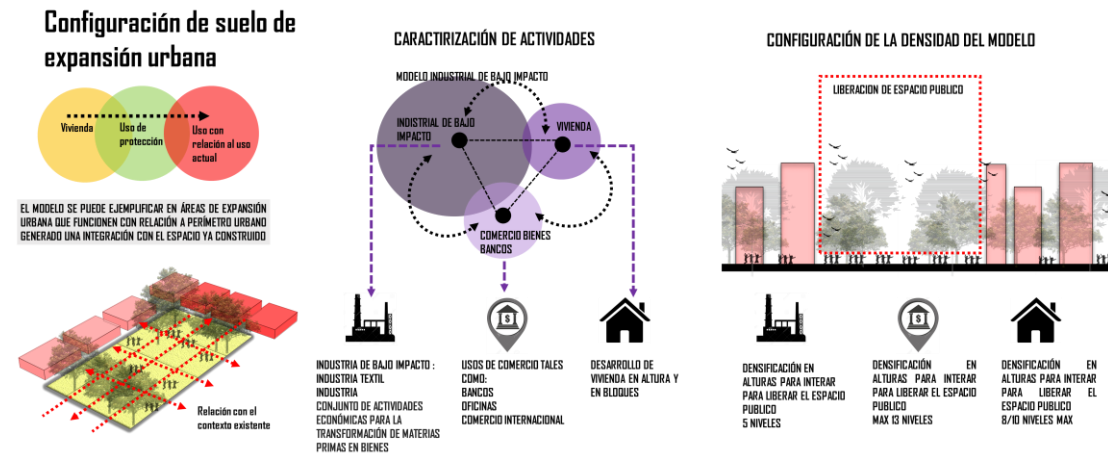 Configuración de suelo de
expansión urbana
Vivienda
Uso de
protección
Uso con
relación al uso
actual
EL MODELO SE PUEDE EJEMPLIFICAR EN ÁREAS DE EXPANSIÓN
URBANA QUE FUNCIONEN CON RELACIÓN A PERÍMETRO URBANO
GENERADO UNA INTEGRACIÓN CON EL ESPACIO YA CONSTRUIDO
Relación con el
contexto existente
CARACTIRIZACIÓN DE ACTIVIDADES
MODELO INDUSTRIAL DE BAJO IMPACTO
INDISTRIAL DE BAJO
IMPACTO
VIVIENDA
COMERCIO BIENES
BANCOS
INDUSTRIA DE BAJO IMPACTO :
INDUSTRIA TEXTIL
INDUSTRIA
CONJUNTO DE ACTIVIDADES
ECONÓMICAS PARA LA
TRANSFORMACIÓN DE MATERIAS
PRIMAS EN BIENES
$
USOS DE COMERCIO TALES
COMO:
BANCOS
OFICINAS
COMERCIO INTERNACIONAL
DESARROLLO DE
VIVIENDA EN ALTURA Y
EN BLOQUES
CONFIGURACIÓN DE LA DENSIDAD DEL MODELO
LIBERACION DE ESPACIO PUBLICO
DENSIFICACIÓN EN
ALTURAS PARA INTERAR
PARA LIBERAR EL ESPACIO
PUBLICO
5 NIVELES
$
DENSIFICACIÓN EN
ALTURAS PARA INTERAR
PARA LIBERAR EL ESPACIO
PUBLICO
MAX 13 NIVELES
DENSIFICACIÓN EN
ALTURAS PARA INTERAR
PARA LIBERAR EL
ESPACIO PUBLICO
8/10 NIVELES MAX